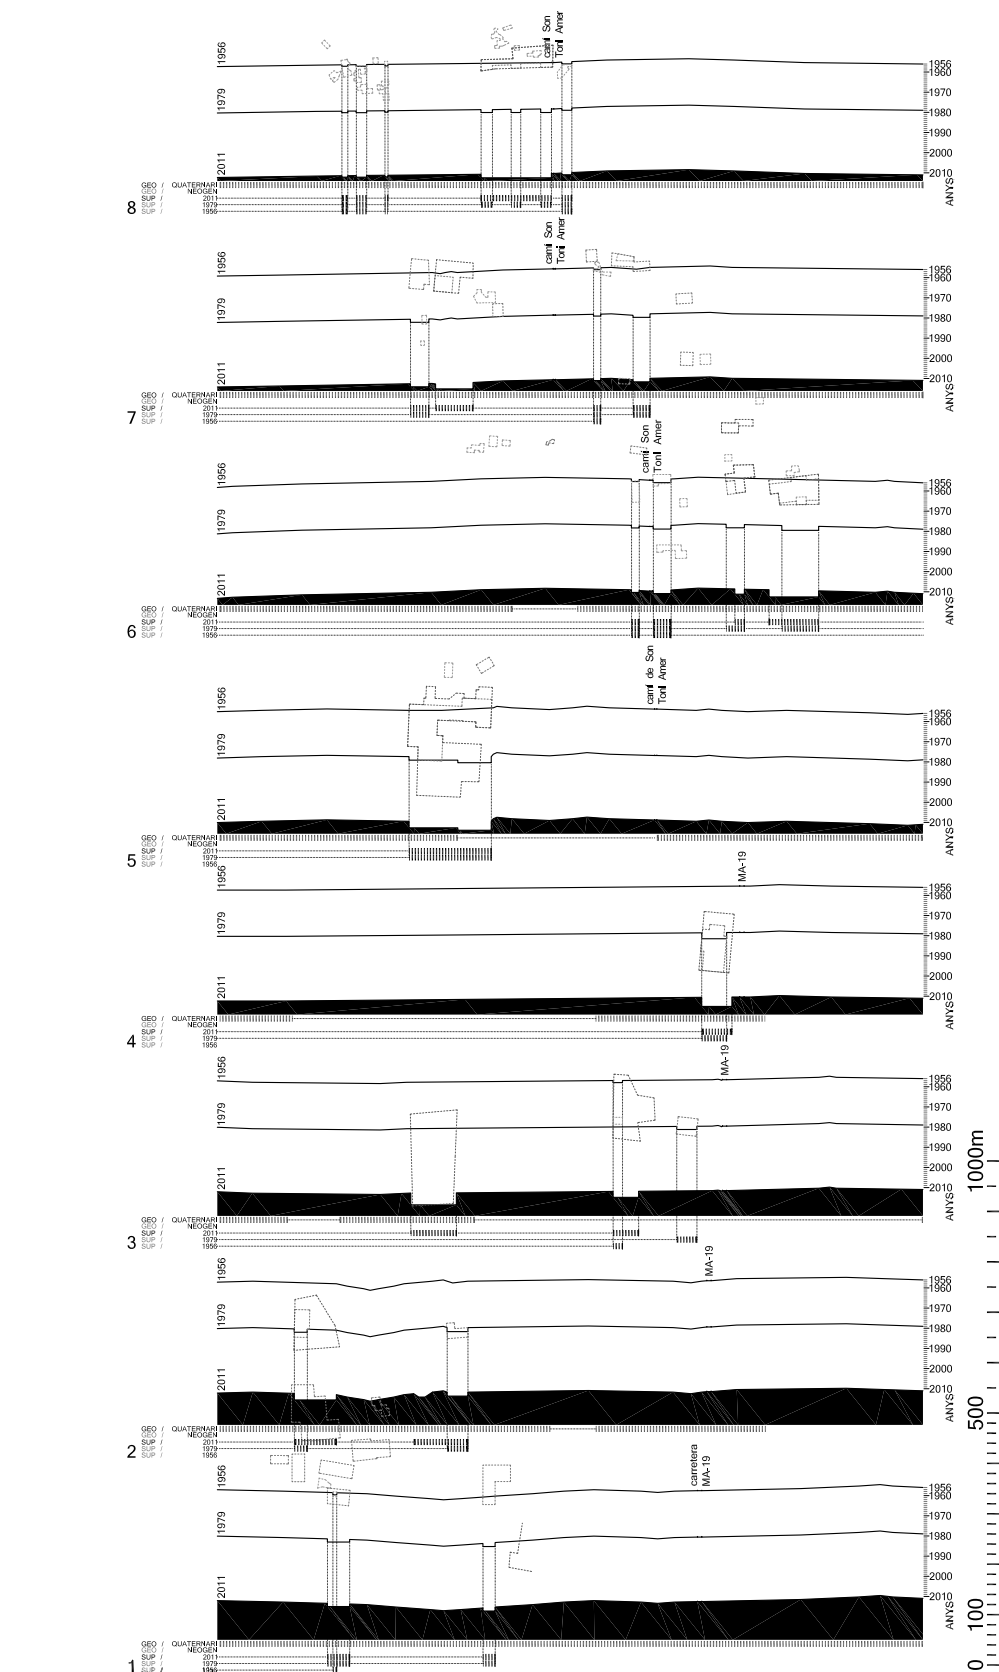 camí Son
Toni Amer
1956
1979
2011
1956
1960
1970
1980
1990
2000
2010
ANYS
GEO / QUATERNARI
GEO / NEOGEN
SUP / 2011
SUP / 1979
SUP / 1956
8
camí Son
Toni Amer
1956
1979
2011
1956
1960
1970
1980
1990
2000
2010
ANYS
GEO / QUATERNARI
GEO / NEOGEN
SUP / 2011
SUP / 1979
SUP / 1956
7
camí Son
Toni Amer
1956
1979
2011
1956
1960
1970
1980
1990
2000
2010
ANYS
GEO / QUATERNARI
GEO / NEOGEN
SUP / 2011
SUP / 1979
SUP / 1956
6
camí de Son
Toni Amer
1956
1979
2011
1956
1960
1970
1980
1990
2000
2010
ANYS
GEO / QUATERNARI
GEO / NEOGEN
SUP / 2011
SUP / 1979
SUP / 1956
5
MA-19
1956
1979
2011
1956
1960
1970
1980
1990
2000
2010
ANYS
GEO / QUATERNARI
GEO / NEOGEN
SUP / 2011
SUP / 1979
SUP / 1956
4
MA-19
1956
1979
2011
1956
1960
1970
1980
1990
2000
2010
ANYS
GEO / QUATERNARI
GEO / NEOGEN
SUP / 2011
SUP / 1979
SUP / 1956
3
MA-19
1956
1979
2011
1956
1960
1970
1980
1990
2000
2010
ANYS
GEO / QUATERNARI
GEO / NEOGEN
SUP / 2011
SUP / 1979
SUP / 1956
2
carretera
MA-19
1956
1979
2011
1956
1960
1970
1980
1990
2000
2010
ANYS
GEO / QUATERNARI
GEO / NEOGEN
SUP / 2011
SUP / 1979
SUP / 1956
1
1000m
500
100
0